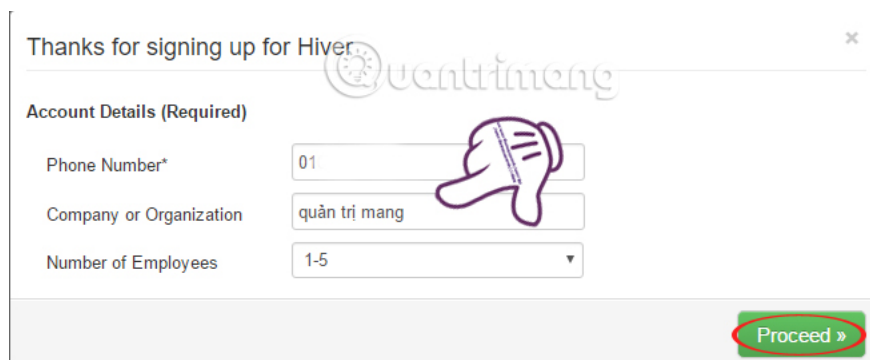 Thanks for signing up for Hiver
×
Quantrimang
Account Details (Required)
Phone Number* 01
Company or Organization quản trị mang
Number of Employees 1-5
Proceed »